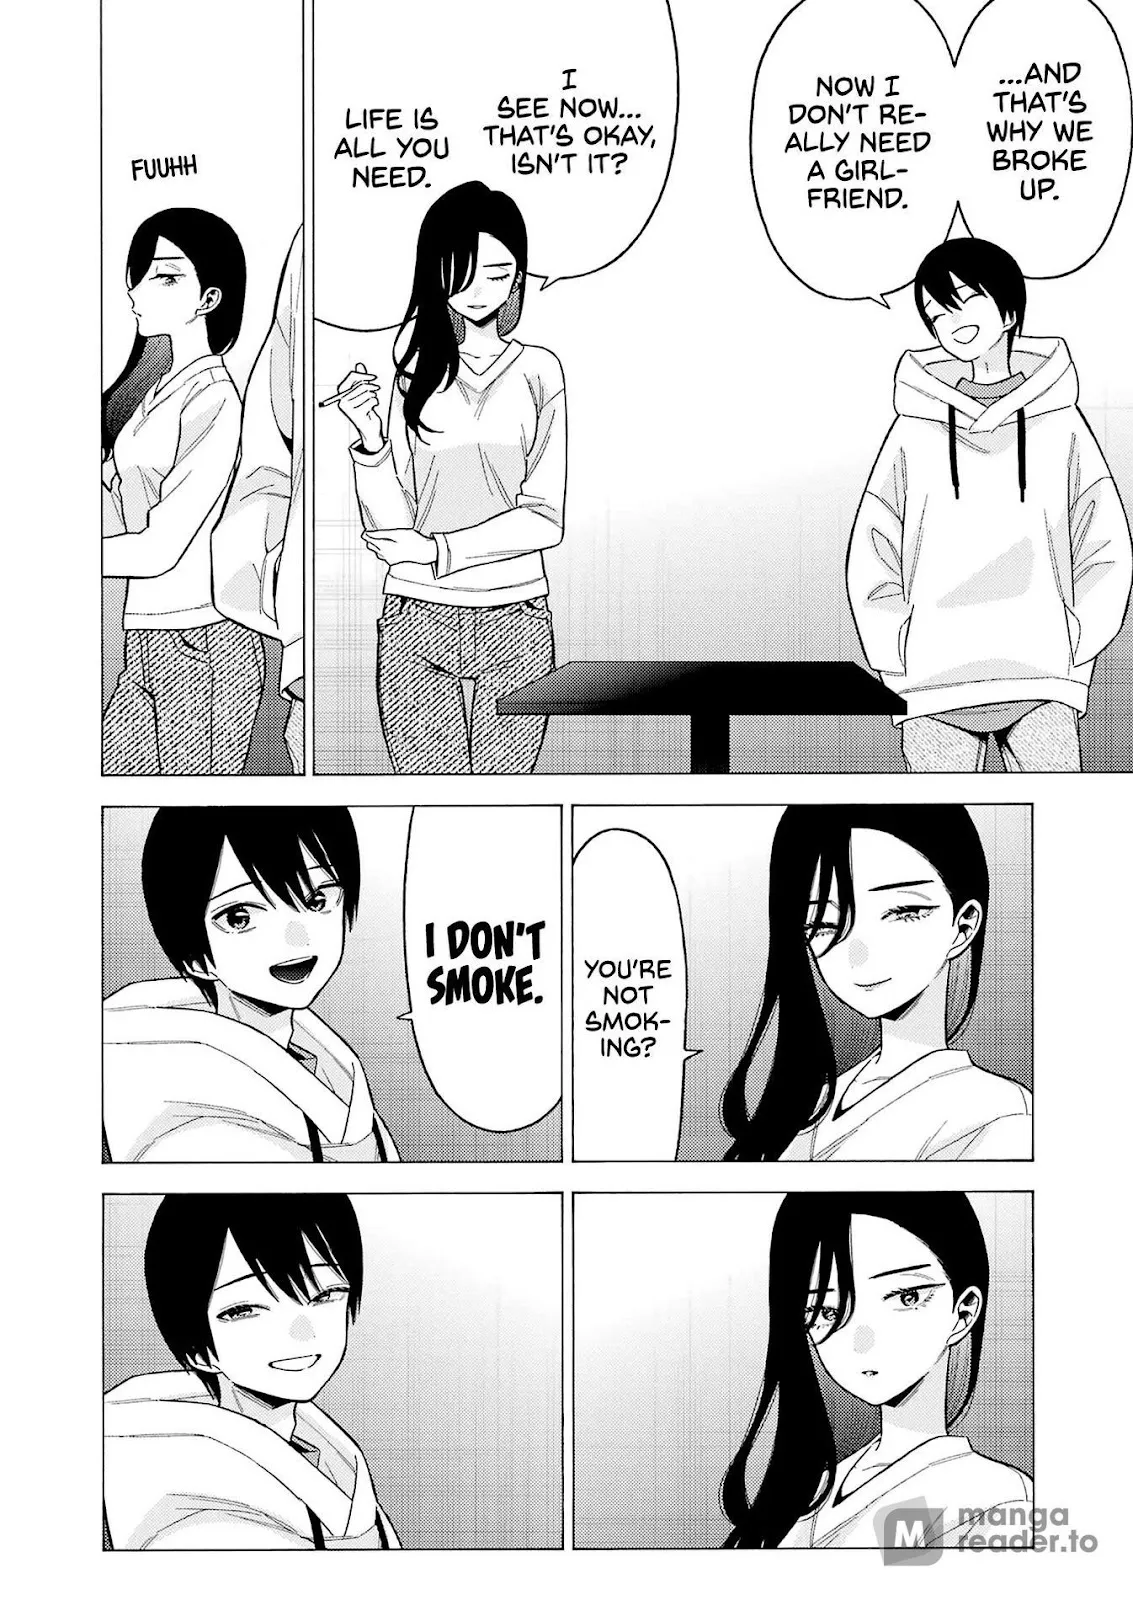 ...AND
THAT'S
WHY WE
BROKE
UP.
NOW I
DON'T RE-
ALLY NEED
A GIRL-
FRIEND.
I
SEE NOW...
THAT'S OKAY,
ISN'T IT?
LIFE IS
ALL YOU
NEED.
FUUHH
YOU'RE
NOT
SMOK-
ING?
I DON'T
SMOKE.
M
manga
reader.to